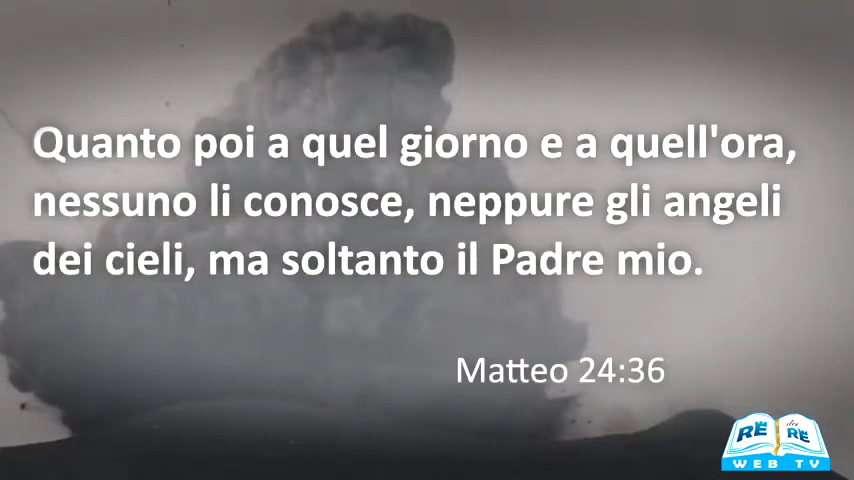 Quanto poi a quel giorno e a quell'ora,
nessuno li conosce, neppure gli angeli
dei cieli, ma soltanto il Padre mio.
Matteo 24:36
RE dei RE
WEB TV